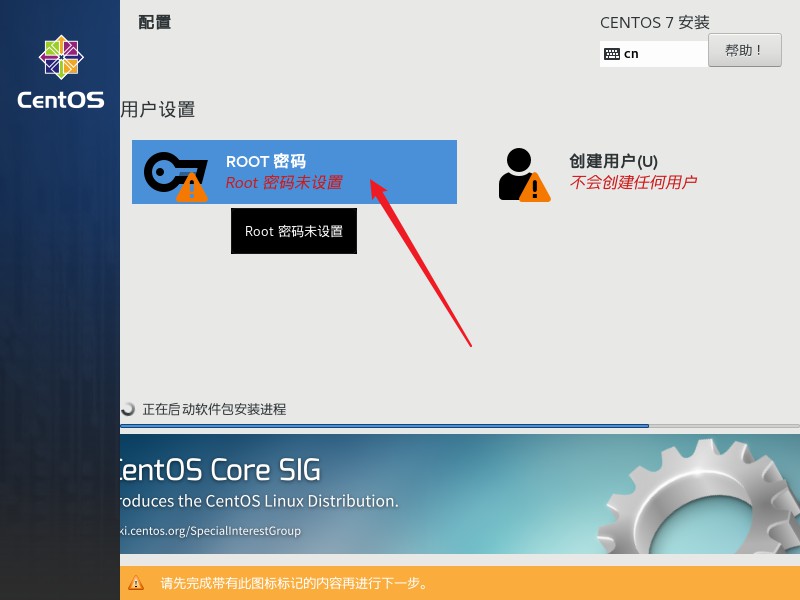 配置
CENTOS 7 安装
cn
帮助！
CentOS
用户设置
ROOT 密码
Root 密码未设置
创建用户(U)
不会创建任何用户
Root 密码未设置
正在启动软件包安装进程
CentOS Core SIG
roduces the CentOS Linux Distribution.
ki.centos.org/SpecialInterestGroup
请先完成带有此图标标记的内容再进行下一步。